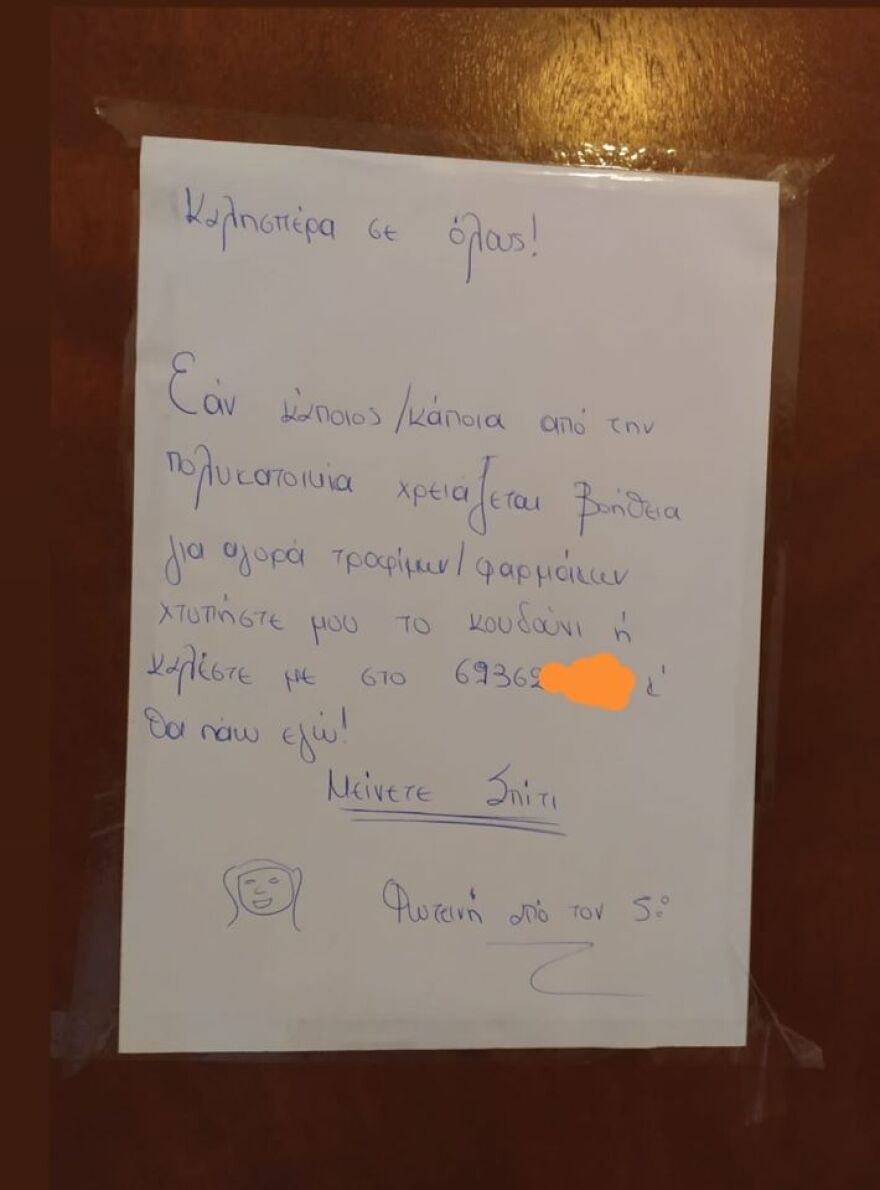 Καλησπέρα σε όλους!
Εάν κάποιος/κάποια από την
πολυκατοικία χρειάζεται βοήθεια
για αγορά τροφίμων/φαρμάκων
χτυπήστε μου το κουδούνι ή
καλέστε με στο 69362 &
θα πάω εγώ!
Μείνετε Σπίτι
Φωτεινή από τον 5º